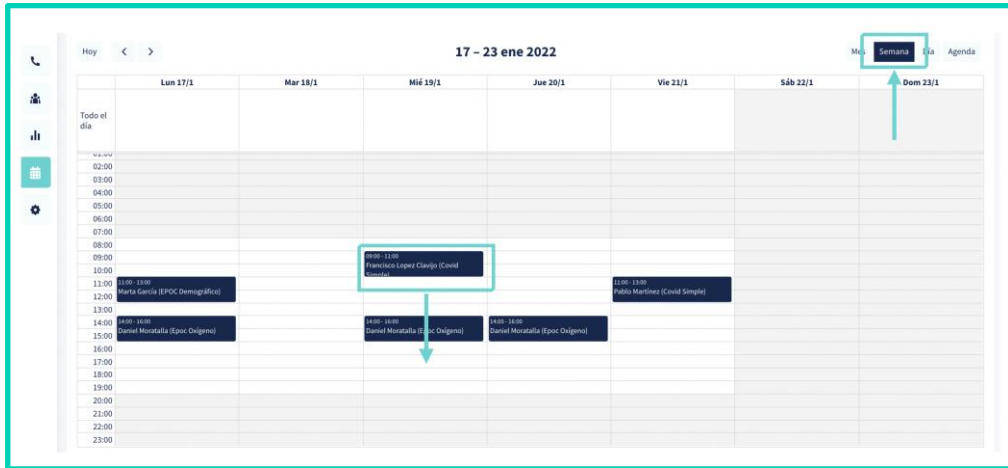 Hoy
17 – 23 ene 2022
Mes Semana Día Agenda
Lun 17/1 Mar 18/1 Mié 19/1 Jue 20/1 Vie 21/1 Sáb 22/1 Dom 23/1
Todo el
día
01:00
02:00
03:00
04:00
05:00
06:00
07:00
08:00
09:00
09:00 - 11:00
Francisco Lopez Clavijo (Covid
Simple)
10:00
11:00
11:00 - 13:00
Marta García (EPOC Demográfico)
11:00 - 13:00
Pablo Martínez (Covid Simple)
12:00
13:00
14:00
14:00 - 16:00
Daniel Moratalla (Epoc Oxígeno)
14:00 - 16:00
Daniel Moratalla (Epoc Oxígeno)
14:00 - 16:00
Daniel Moratalla (Epoc Oxígeno)
15:00
16:00
17:00
18:00
19:00
20:00
21:00
22:00
23:00